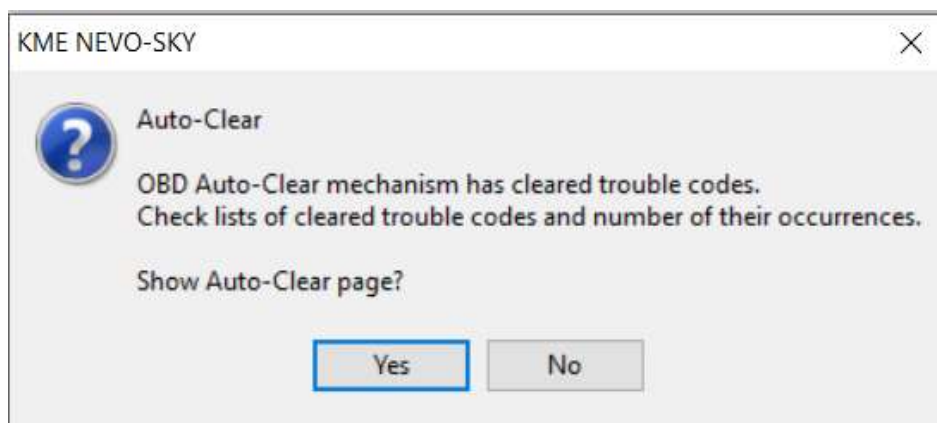 KME NEVO-SKY
Auto-Clear
OBD Auto-Clear mechanism has cleared trouble codes.
Check lists of cleared trouble codes and number of their occurrences.
Show Auto-Clear page?
Yes
No